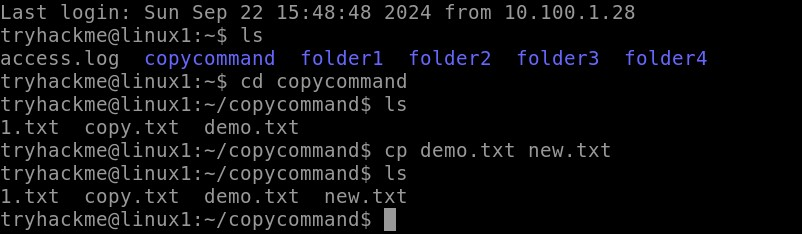 Last login: Sun Sep 22 15:48:48 2024 from 10.100.1.28
tryhackme@linux1:~$ ls
access.log  copycommand  folder1  folder2  folder3  folder4
tryhackme@linux1:~$ cd copycommand
tryhackme@linux1:~/copycommand$ ls
1.txt  copy.txt  demo.txt
tryhackme@linux1:~/copycommand$ cp demo.txt new.txt
tryhackme@linux1:~/copycommand$ ls
1.txt  copy.txt  demo.txt  new.txt
tryhackme@linux1:~/copycommand$